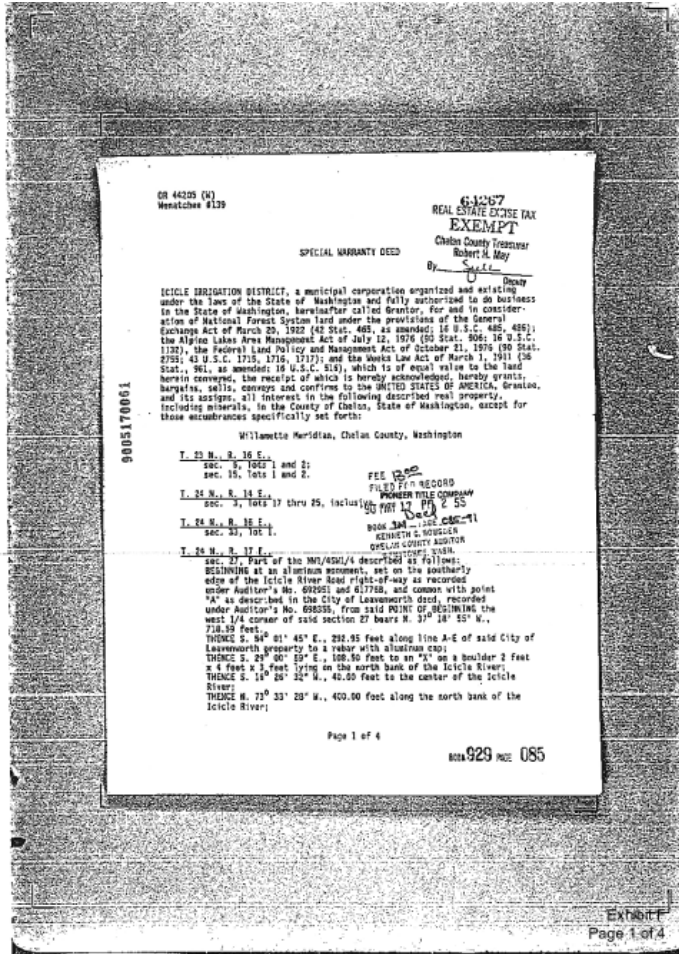 OR 44205 (W)
Wenatchee #139
64267
REAL ESTATE EXCISE TAX
EXEMPT
Chelan County Treasurer
Robert H. May
By
Deputy
SPECIAL WARRANTY DEED
ICICLE IRRIGATION DISTRICT, a municipal corporation organized and existing
under the laws of the State of Washington and fully authorized to do business
in the State of Washington, hereinafter called Grantor, for and in consider-
ation of National Forest System land under the provisions of the General
Exchange Act of March 20, 1922 (42 Stat. 465, as amended; 16 U.S.C. 485, 486);
the Alpine Lakes Area Management Act of July 12, 1976 (90 Stat. 906; 16 U.S.C.
1132), the Federal Land Policy and Management Act of October 21, 1976 (90 Stat.
2755; 43 U.S.C. 1715, 1716, 1717); and the Weeks Law Act of March 1, 1911 (36
Stat., 961, as amended; 16 U.S.C. 516), which is of equal value to the land
herein conveyed, the receipt of which is hereby acknowledged, hereby grants,
bargains, sells, conveys and confirms to the UNITED STATES OF AMERICA, Grantee,
and its assigns, all interest in the following described real property,
including minerals, in the County of Chelan, State of Washington, except for
those encumbrances specifically set forth:
9005170061
Willamette Meridian, Chelan County, Washington
T. 23 N., R. 16 E.,
sec. 5, lots 1 and 2;
sec. 15, lots 1 and 2.
T. 24 N., R. 14 E.,
sec. 3, lots 17 thru 25, inclusive
T. 24 N., R. 16 E.,
sec. 33, lot 1.
FEE
FILED FOR RECORD
PIONEER TITLE COMPANY
90 MAY 17 PM 2 55
Deed
BOOK PAGE 085-91
KENNETH C. 
CHELAN COUNTY AUDITOR
WASH.
T. 24 N., R. 17 E.,
sec. 27, Part of the NW1/4SW1/4 described as follows:
BEGINNING at an aluminum monument, set on the southerly
edge of the Icicle River Road right-of-way as recorded
under Auditor's No. 692951 and 617768, and common with point
"A" as described in the City of Leavenworth deed, recorded
under Auditor's No. 698335, from said POINT OF BEGINNING the
west 1/4 corner of said section 27 bears N. 37° 18' 55" W.,
718.59 feet.
THENCE S. 54° 01' 45" E., 292.95 feet along line A-E of said City of
Leavenworth property to a rebar with aluminum cap;
THENCE S. 29° 00' 59" E., 108.50 feet to an "X" on a boulder 2 feet
x 4 feet x 3 feet lying on the north bank of the Icicle River;
THENCE S. 16° 26' 32" W., 40.00 feet to the center of the Icicle
River;
THENCE N. 73° 33' 28" W., 400.00 feet along the north bank of the
Icicle River;
Page 1 of 4
BOOK 929 PAGE 085
Exhibit F
Page 1 of 4